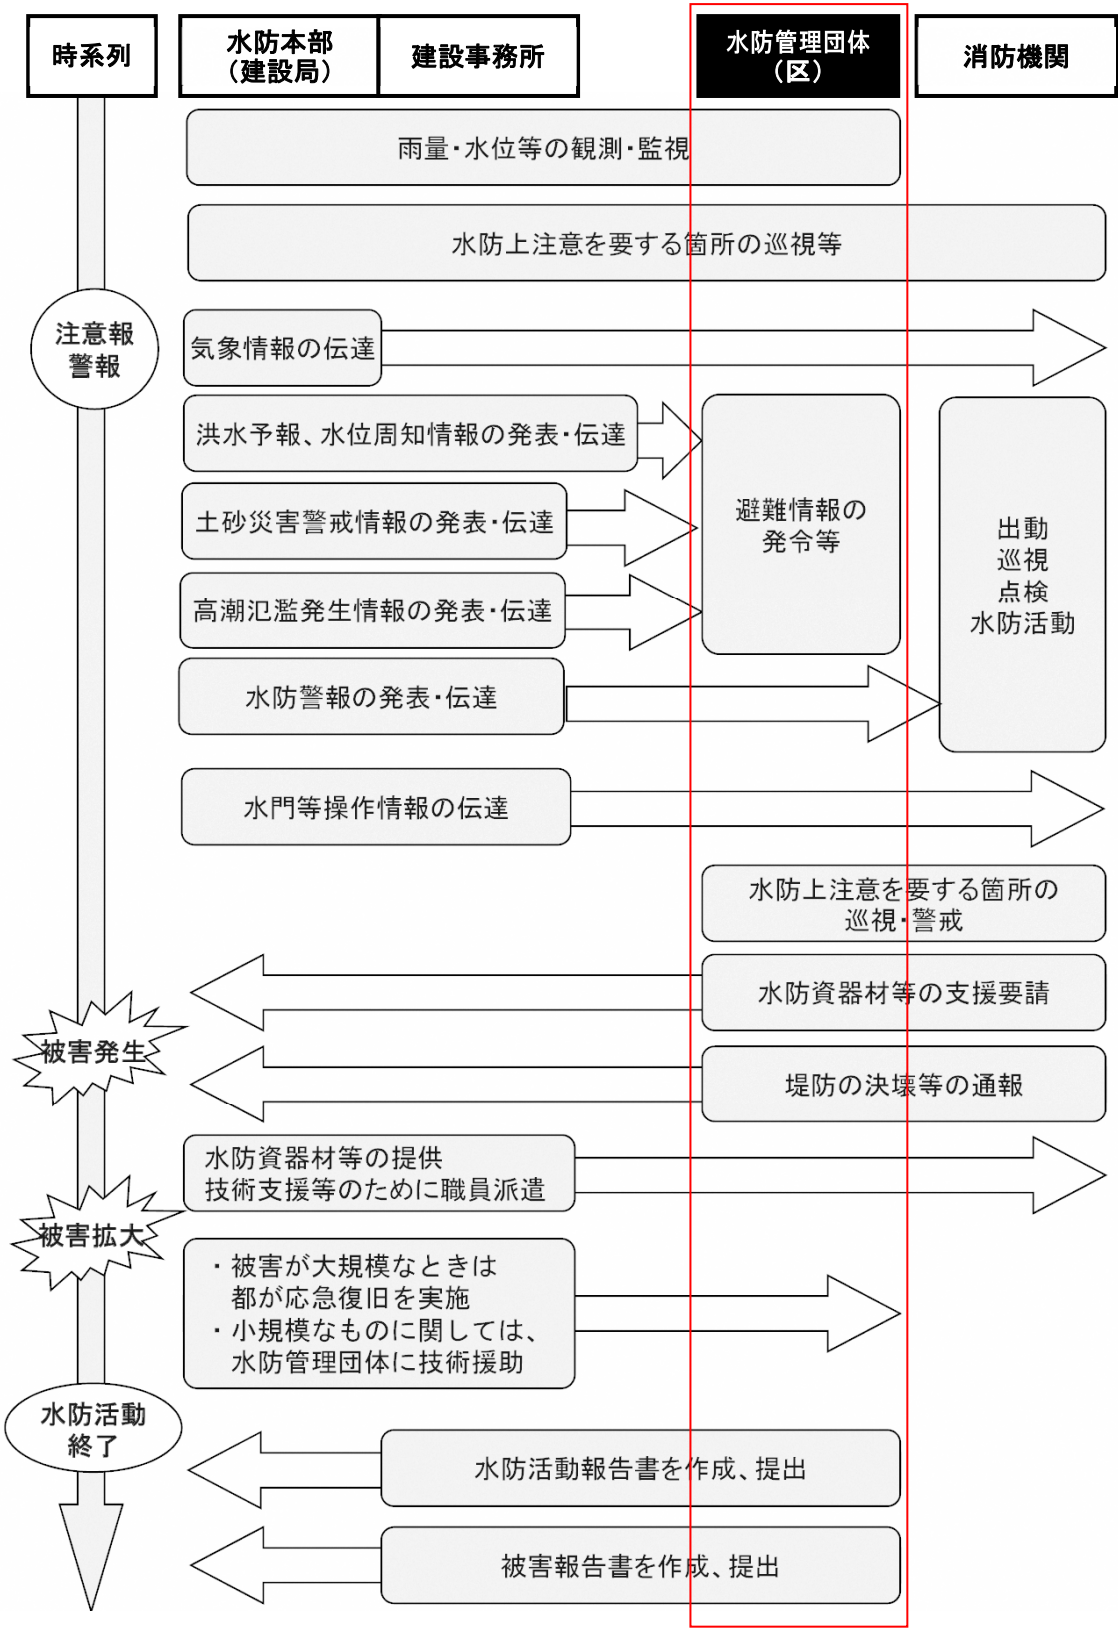 時系列
水防本部
（建設局）
建設事務所
水防管理団体
（区）
消防機関
雨量・水位等の観測・監視
水防上注意を要する箇所の巡視等
注意報
警報
気象情報の伝達
洪水予報、水位周知情報の発表・伝達
土砂災害警戒情報の発表・伝達
高潮氾濫発生情報の発表・伝達
避難情報の
発令等
出動
巡視
点検
水防活動
水防警報の発表・伝達
水門等操作情報の伝達
水防上注意を要する箇所の
巡視・警戒
水防資器材等の支援要請
被害発生
堤防の決壊等の通報
水防資器材等の提供
技術支援等のために職員派遣
被害拡大
・被害が大規模なときは
都が応急復旧を実施
・小規模なものに関しては、
水防管理団体に技術援助
水防活動
終了
水防活動報告書を作成、提出
被害報告書を作成、提出